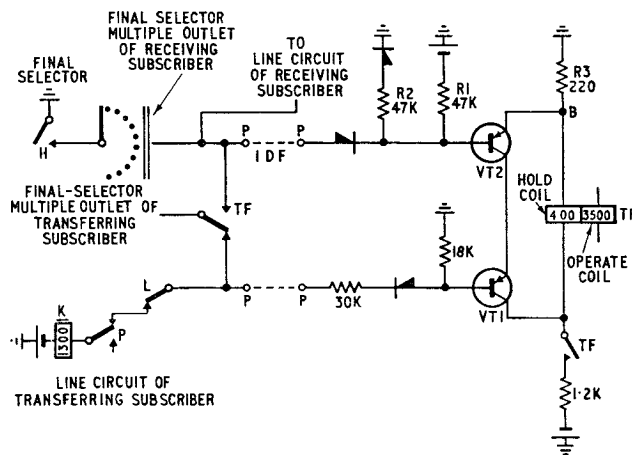 FINAL SELECTOR
MULTIPLE OUTLET
OF RECEIVING
SUBSCRIBER
FINAL
SELECTOR
TO
LINE CIRCUIT
OF RECEIVING
SUBSCRIBER
R2
47K
R1
47K
R3
220
B
H
P
IDF
P
VT2
HOLD
COIL
400
3500
TF
OPERATE
COIL
FINAL-SELECTOR
MULTIPLE OUTLET OF
TRANSFERRING
SUBSCRIBER
TF
18K
L
P
P
30K
VT1
TF
K
1300
P
1·2K
LINE CIRCUIT OF
TRANSFERRING SUBSCRIBER